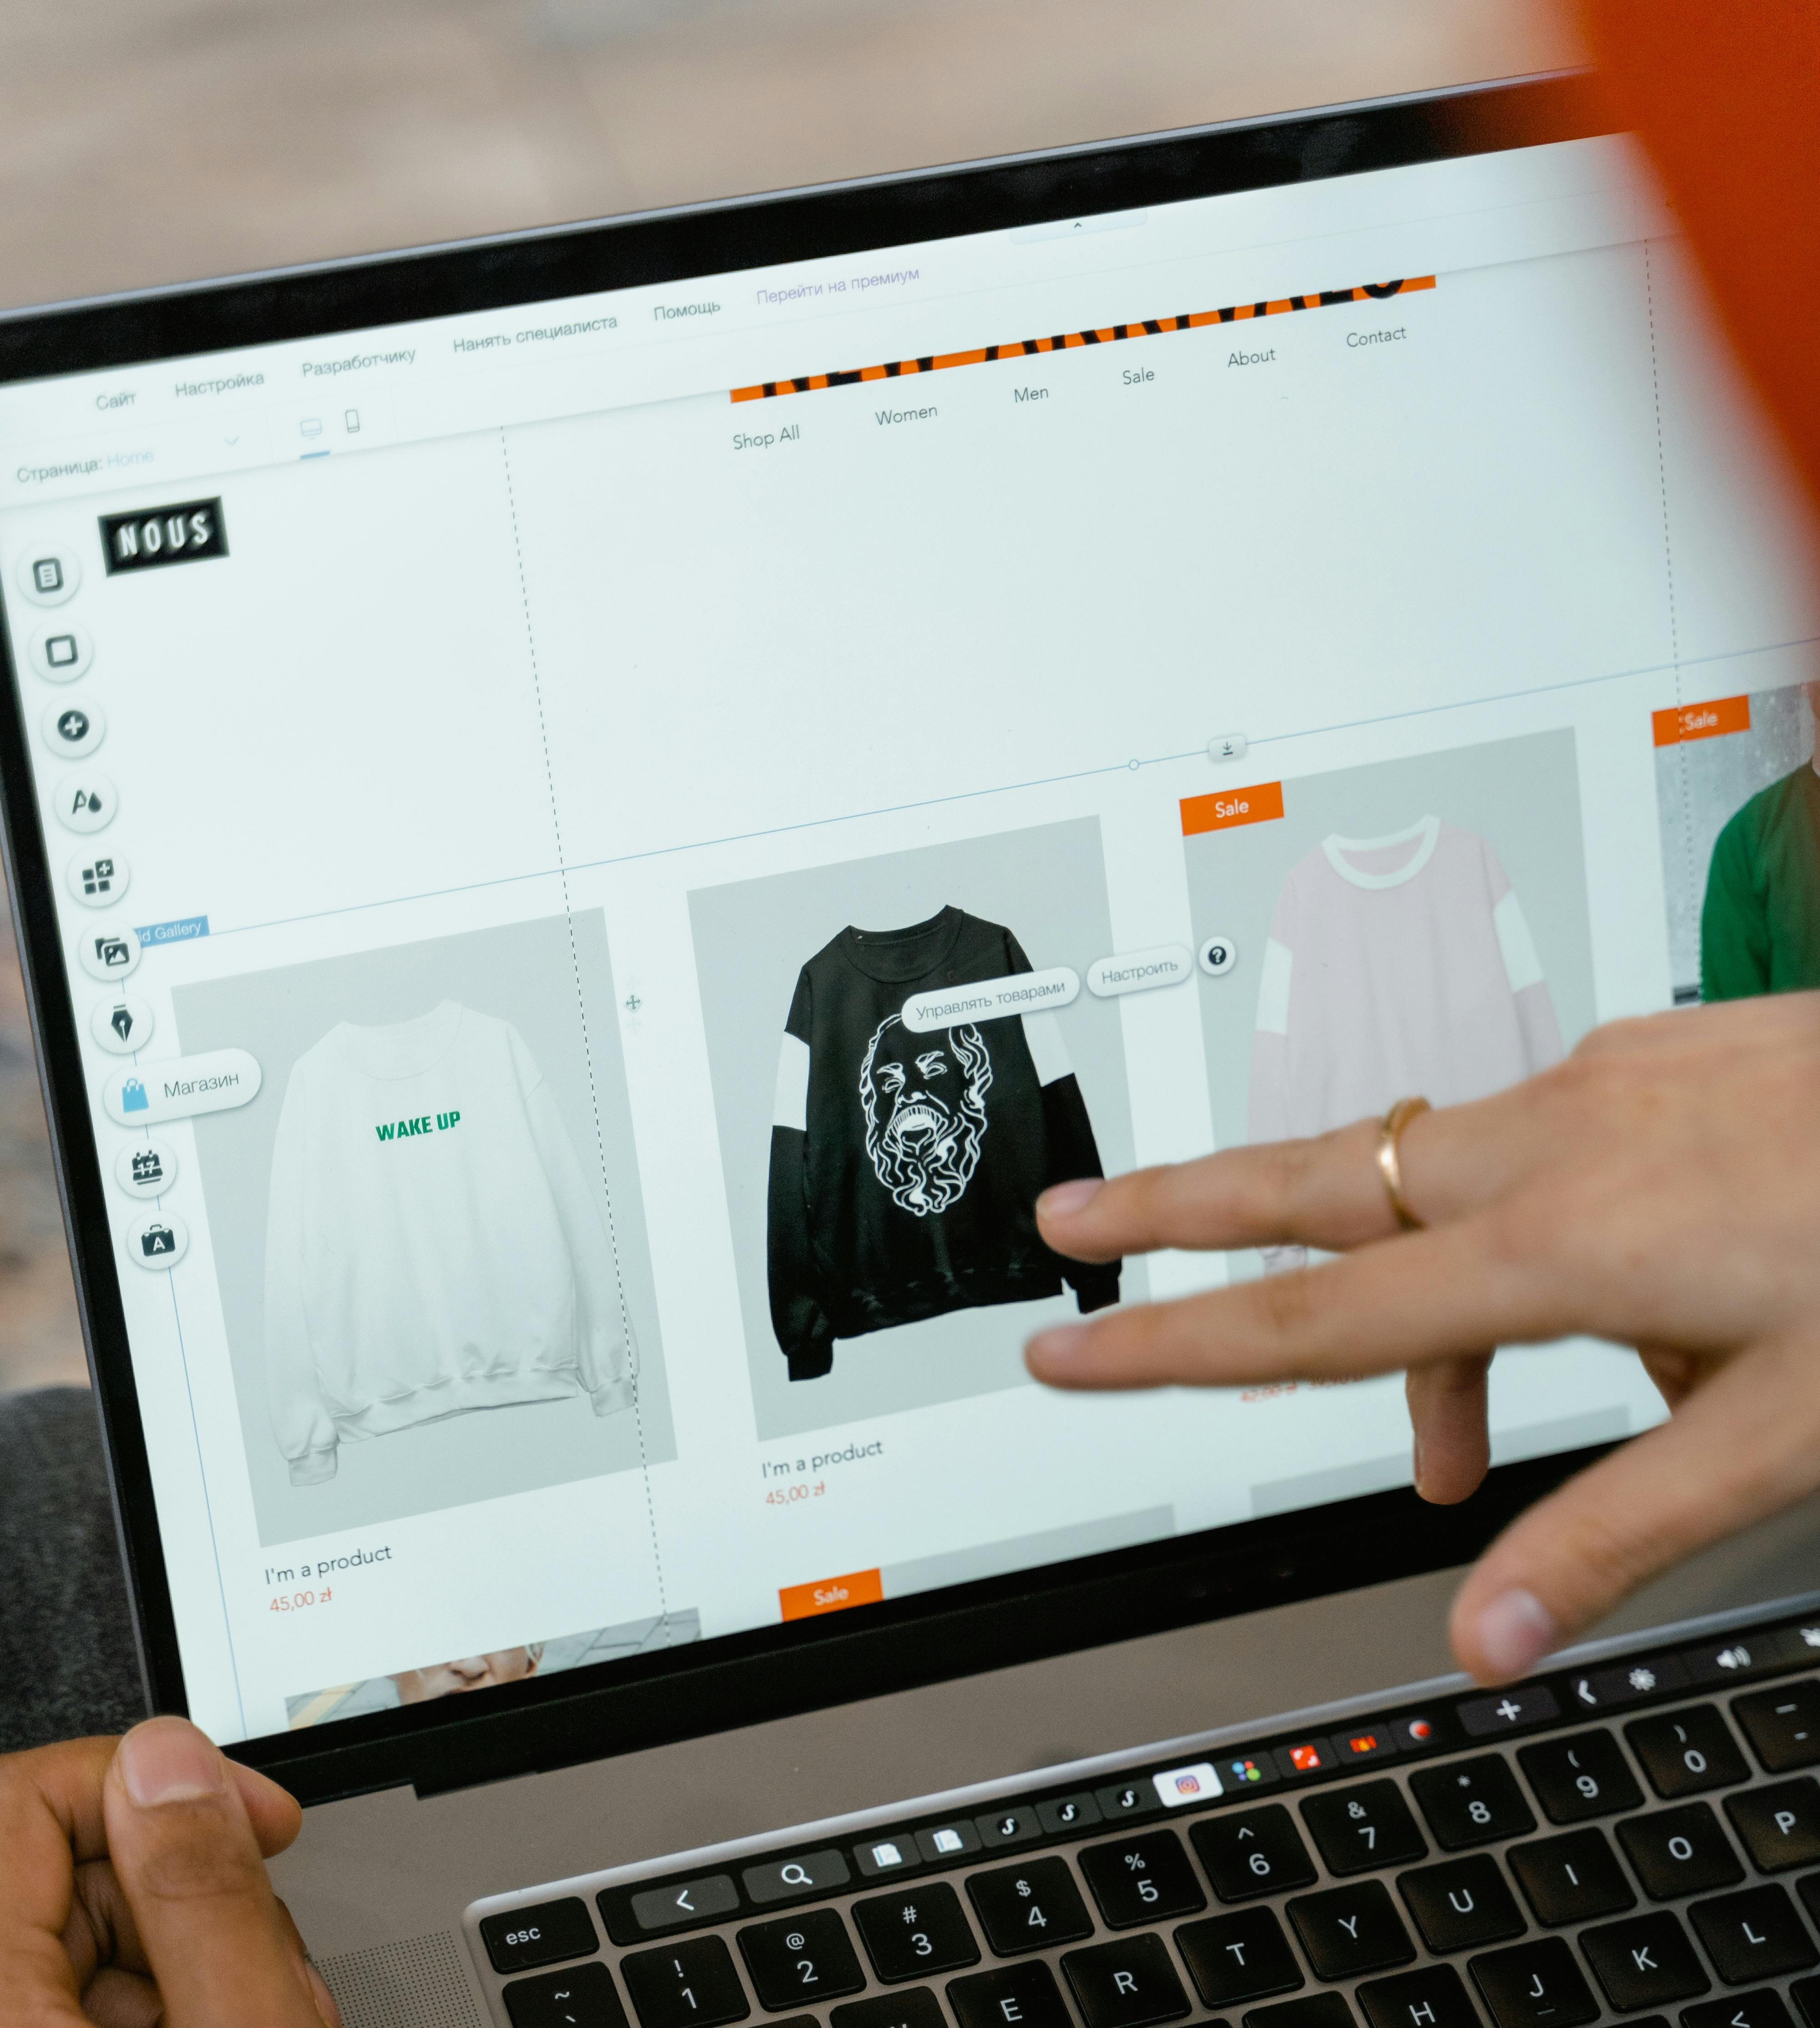 Сайт Настройка Разработчику Нанять специалиста Помощь Перейти на премиум
Страница: Home
NEW ARRIVALS
Shop All Women Men Sale About Contact
NOUS
Sale
Sale
id Gallery
Управлять товарами Настроить ?
Магазин
WAKE UP
17
A
I'm a product
45,00 zł
I'm a product
45,00 zł
Sale
esc
! 1 @ 2 # 3 $ 4 % 5 ^ 6 & 7 * 8 ( 9 ) 0
~ `
E R T Y U I O P
H J K L
<